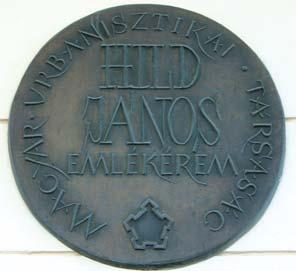 MAGYAR · URBANISZTIKAI · TÁRSASÁG
HILD
JÁNOS
EMLÉKÉREM